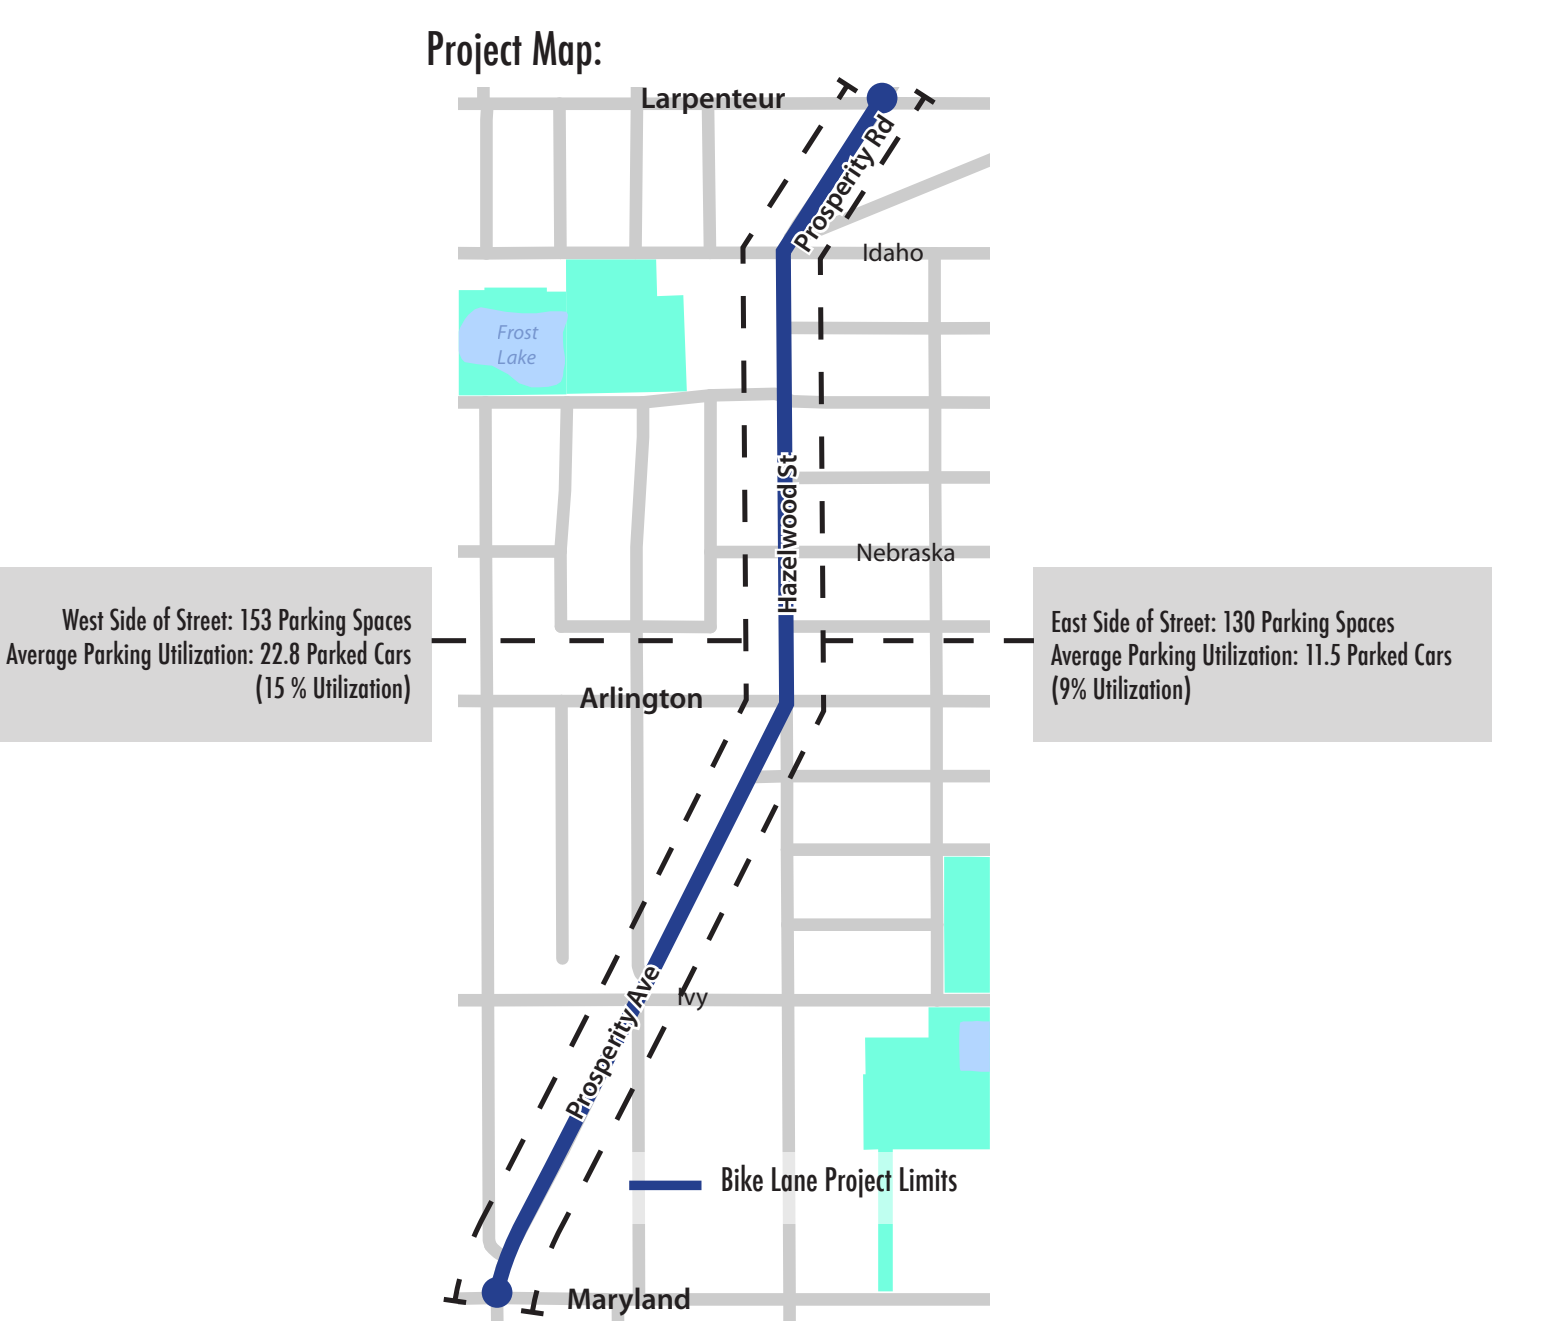 Project Map:
Larpenteur
Prosperity Rd
Idaho
Frost
Lake
Hazelwood St
Nebraska
West Side of Street: 153 Parking Spaces
Average Parking Utilization: 22.8 Parked Cars
(15 % Utilization)
East Side of Street: 130 Parking Spaces
Average Parking Utilization: 11.5 Parked Cars
(9% Utilization)
Arlington
Prosperity Ave
Ivy
Bike Lane Project Limits
Maryland